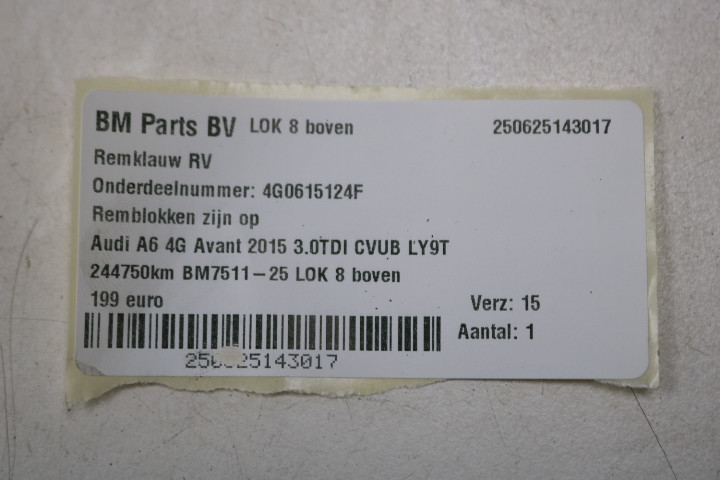 BM Parts BV LOK 8 boven 250625143017
Remklauw RV
Onderdeelnummer: 4G0615124F
Remblokken zijn op
Audi A6 4G Avant 2015 3.0TDI CVUB LY9T
244750km BM7511-25 LOK 8 boven
199 euro Verz: 15
Aantal: 1
250625143017